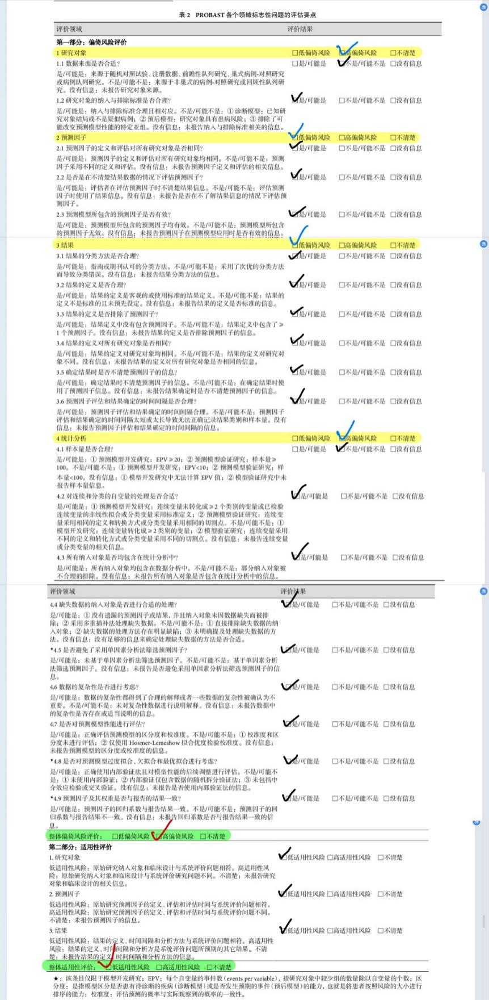 表 2 PROBAST 各个领域标志性问题的评估要点
评价领域 评价结果
第一部分：偏倚风险评价
1 研究对象 □低偏倚风险 □高偏倚风险 □不清楚
1.1 数据来源是否合适? □是/可能是 □不是/可能不是 □没有信息
是/可能是：来源于随机对照试验、注册数据、前瞻性队列研究、巢式病例-对照研究
或病例队列研究。不是/可能不是：来源于非巢式的病例-对照研究或回顾性队列研
究。没有信息：未报告研究对象来源。
1.2 研究对象的纳入与排除标准是否合理? □是/可能是 □不是/可能不是 □没有信息
是/可能是：纳入与排除标准合理且相对应。不是/可能不是：① 诊断模型：已知研
究对象结局或不是疑似病例；② 预后模型：研究对象具有患病风险；③ 排除了可
能改变预测模型性能的特定亚组。没有信息：未报告纳入与排除标准相关的信息。
2 预测因子 □低偏倚风险 □高偏倚风险 □不清楚
2.1 预测因子的定义和评估对所有研究对象是否相同? □是/可能是 □不是/可能不是 □没有信息
是/可能是：预测因子的定义和评估对所有研究对象均相同。不是/可能不是：预测
因子采用不同的定义和评估。没有信息：未报告预测因子定义和评估的相关信息。
2.2 是否是在不清楚结果数据的情况下评估预测因子? □是/可能是 □不是/可能不是 □没有信息
是/可能是：评估者在评估预测因子时不清楚结果信息。不是/可能不是：评估预测
因子时使用了结果信息。没有信息：未报告是否在不了解结果信息的情况下评估预
测因子。
2.3 预测模型所包含的预测因子是否有效? □是/可能是 □不是/可能不是 □没有信息
是/可能是：预测模型所包含的预测因子均有效。不是/可能不是：预测模型所包含
的预测因子无效。没有信息：未报告预测因子在预测模型应用时是否有效的信息。
3 结果 □低偏倚风险 □高偏倚风险 □不清楚
3.1 结果的分类方法是否合理? □是/可能是 □不是/可能不是 □没有信息
是/可能是：指南或期刊认可的分类方法。不是/可能不是：采用了次优的分类方法
而导致分类错误。没有信息：未报告结果分类方法的信息。
3.2 结果的定义是否合理? □是/可能是 □不是/可能不是 □没有信息
是/可能是：结果的定义是客观的或使用标准的结果定义。不是/可能不是：结果的
定义不是标准的且未预先设定。没有信息：未报告结果的定义是否标准的信息。
3.3 结果的定义是否排除了预测因子? □是/可能是 □不是/可能不是 □没有信息
是/可能是：结果定义中没有包含预测因子。不是/可能不是：结果定义中包含了≥
1 个预测因子。没有信息：未报告结果的定义是否排除预测因子的信息。
3.4 结果的定义对所有研究对象是否相同? □是/可能是 □不是/可能不是 □没有信息
是/可能是：结果的定义对研究对象均相同。不是/可能不是：结果的定义对研究对
象不同。没有信息：未报告结果的定义对所有研究对象是否相同的信息。
3.5 确定结果时是否不清楚预测因子的信息? □是/可能是 □不是/可能不是 □没有信息
是/可能是：确定结果时不清楚预测因子的信息。不是/可能不是：在确定结果时使
用了预测因子信息。没有信息：未报告结果确定时是否不清楚预测因子的信息。
3.6 预测因子评估和结果确定的时间间隔是否合理? □是/可能是 □不是/可能不是 □没有信息
是/可能是：预测因子评估和结果确定的时间间隔合理。不是/可能不是：预测因子
评估和结果确定的时间间隔太短或太长导致无法正确记录结果类别和样本量。没有
信息：未报告预测因子评估和结果确定的时间间隔的信息。
4 统计分析 □低偏倚风险 □高偏倚风险 □不清楚
4.1 样本量是否合理? □是/可能是 □不是/可能不是 □没有信息
是/可能是：① 预测模型开发研究：EPV≥20；② 预测模型验证研究：样本量≥
100。不是/可能不是：① 预测模型开发研究：EPV<10；② 预测模型验证研究：样
本量<100。没有信息：① 模型开发研究中无法计算 EPV 值；② 模型验证研究中未
报告样本量信息。
4.2 对连续和分类的自变量的处理是否合适? □是/可能是 □不是/可能不是 □没有信息
是/可能是：① 预测模型开发研究：连续变量未转化成≥2 个类别的变量或已检验
连续变量的非线性拟合或分类变量采用标准定义；② 预测模型验证研究：连续变
量采用相同的定义和转换方式或分类变量采用相同的切割点。不是/可能不是：①
模型开发研究：连续变量转化成≥2 类别的变量；② 模型验证研究：连续变量采用
不同的定义和转化方式或分类变量采用不同的切割点。没有信息：未报告连续变量
或分类变量的相关信息。
4.3 所有纳入对象是否均包含在统计分析中? □是/可能是 □不是/可能不是 □没有信息
是/可能是：所有纳入对象均包含在数据分析中。不是/可能不是：部分纳入对象被
不合理的排除。没有信息：未报告所有纳入对象是否包含在统计分析中的信息。
评价领域 评价结果
4.4 缺失数据的纳入对象是否进行合适的处理? □是/可能是 □不是/可能不是 □没有信息
是/可能是：① 没有遗漏的预测因子或结果，并且纳入对象未因数据缺失而被排
除；② 采用多重插补法处理缺失数据。不是/可能不是：① 直接排除缺失数据的纳
入对象；② 缺失数据的处理方法存在明显缺陷；③ 未明确提及处理缺失数据的方
法。没有信息：没有足够的信息来确定处理缺失数据的方法是否合适。
★4.5 是否避免了采用单因素分析法筛选预测因子? □是/可能是 □不是/可能不是 □没有信息
是/可能是：未基于单因素分析法筛选预测因子。不是/可能不是：基于单因素分析
法筛选预测因子。没有信息：未报告是否避免采用单因素分析法筛选预测因子的信
息。
4.6 数据的复杂性是否进行考虑? □是/可能是 □不是/可能不是 □没有信息
是/可能是：数据的复杂性都得到了合理的解释或者一些数据的复杂性被确认为不
重要。不是/可能不是：未对复杂性数据进行说明解释。没有信息：未报告数据中
的复杂性是否存在或适当说明的信息。
4.7 是否对预测模型性能进行评估? □是/可能是 □不是/可能不是 □没有信息
是/可能是：正确评估预测模型的区分度和校准度。不是/可能不是：① 校准度和区
分度未进行评估；② 仅使用 Hosmer-Lemeshow 拟合优度检验校准度。没有信息：
未报告预测模型的区分度或校准度的信息。
★4.8 是否对预测模型过度拟合、欠拟合和最优拟合进行考虑? □是/可能是 □不是/可能不是 □没有信息
是/可能是：正确使用内部验证法且对模型性能的后续调整进行评估。不是/可能不
是：① 未使用内部验证；② 内部验证仅包含数据的随机拆分验证法；③ 未包括中
介效应检验或交叉验证。没有信息：未报告是否使用内部验证法的信息。
★4.9 预测因子及其权重是否与报告的结果一致? □是/可能是 □不是/可能不是 □没有信息
是/可能是：预测因子的回归系数与报告结果一致。不是/可能不是：预测因子的回
归系数与报告结果不一致。没有信息：未报告回归系数是否与报告结果一致的信
息。
整体偏倚风险评价： □低偏倚风险 □高偏倚风险 □不清楚
第二部分：适用性评价
1. 研究对象 □低适用性风险 □高适用性风险 □不清楚
低适用性风险：原始研究纳入对象和临床设计与系统评价问题相符。高适用性风
险：原始研究纳入对象和临床设计与系统评价研究问题不同。不清楚：未报告研究
对象和临床设计的相关信息。
2. 预测因子 □低适用性风险 □高适用性风险 □不清楚
低适用性风险：原始研究预测因子的定义、评估和评估时间与系统评价问题相符。
高适用性风险：原始研究预测因子的定义、评估和评估时间与系统评价问题不同。
不清楚：未报告预测因子的信息。
3. 结果 □低适用性风险 □高适用性风险 □不清楚
低适用性风险：结果的定义、时间间隔和分析方法与系统评价问题相符。高适用性
风险：结果的定义、时间间隔和分析方是系统评价问题所预期的其它结果。不清
楚：未报告结果的定义、时间间隔和分析方法的信息。
整体适用性评价： □低适用性风险 □高适用性风险 □不清楚
★：该条目仅限于模型开发研究；EPV：每个自变量的事件数 (events per variable)，指研究对象中较少组的数量除以自变量的个数；区
分度：是指模型区分是否患有待诊断的疾病 (诊断模型) 或是否发生预期的事件 (预后模型) 的能力，也就是将患者按照风险的大小进行
排序的能力；校准度：评估预测的概率与实际观察到的概率的一致性。